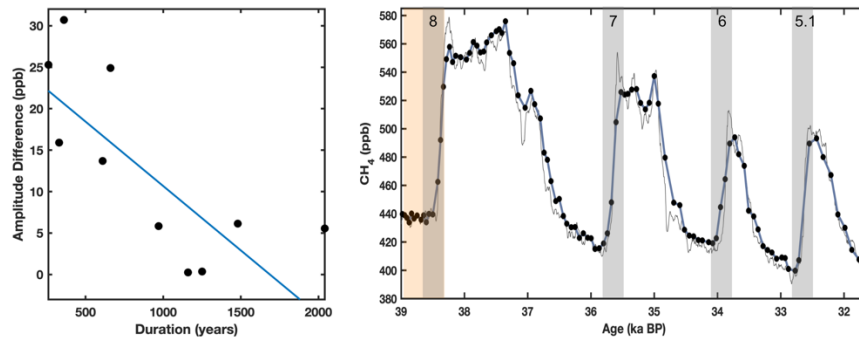 35
30
25
20
15
10
5
0
Amplitude Difference (ppb)
500 1000 1500 2000
Duration (years)
8 7 6 5.1
580
560
540
520
500
480
460
440
420
400
380
CH₄ (ppb)
39 38 37 36 35 34 33 32
Age (ka BP)